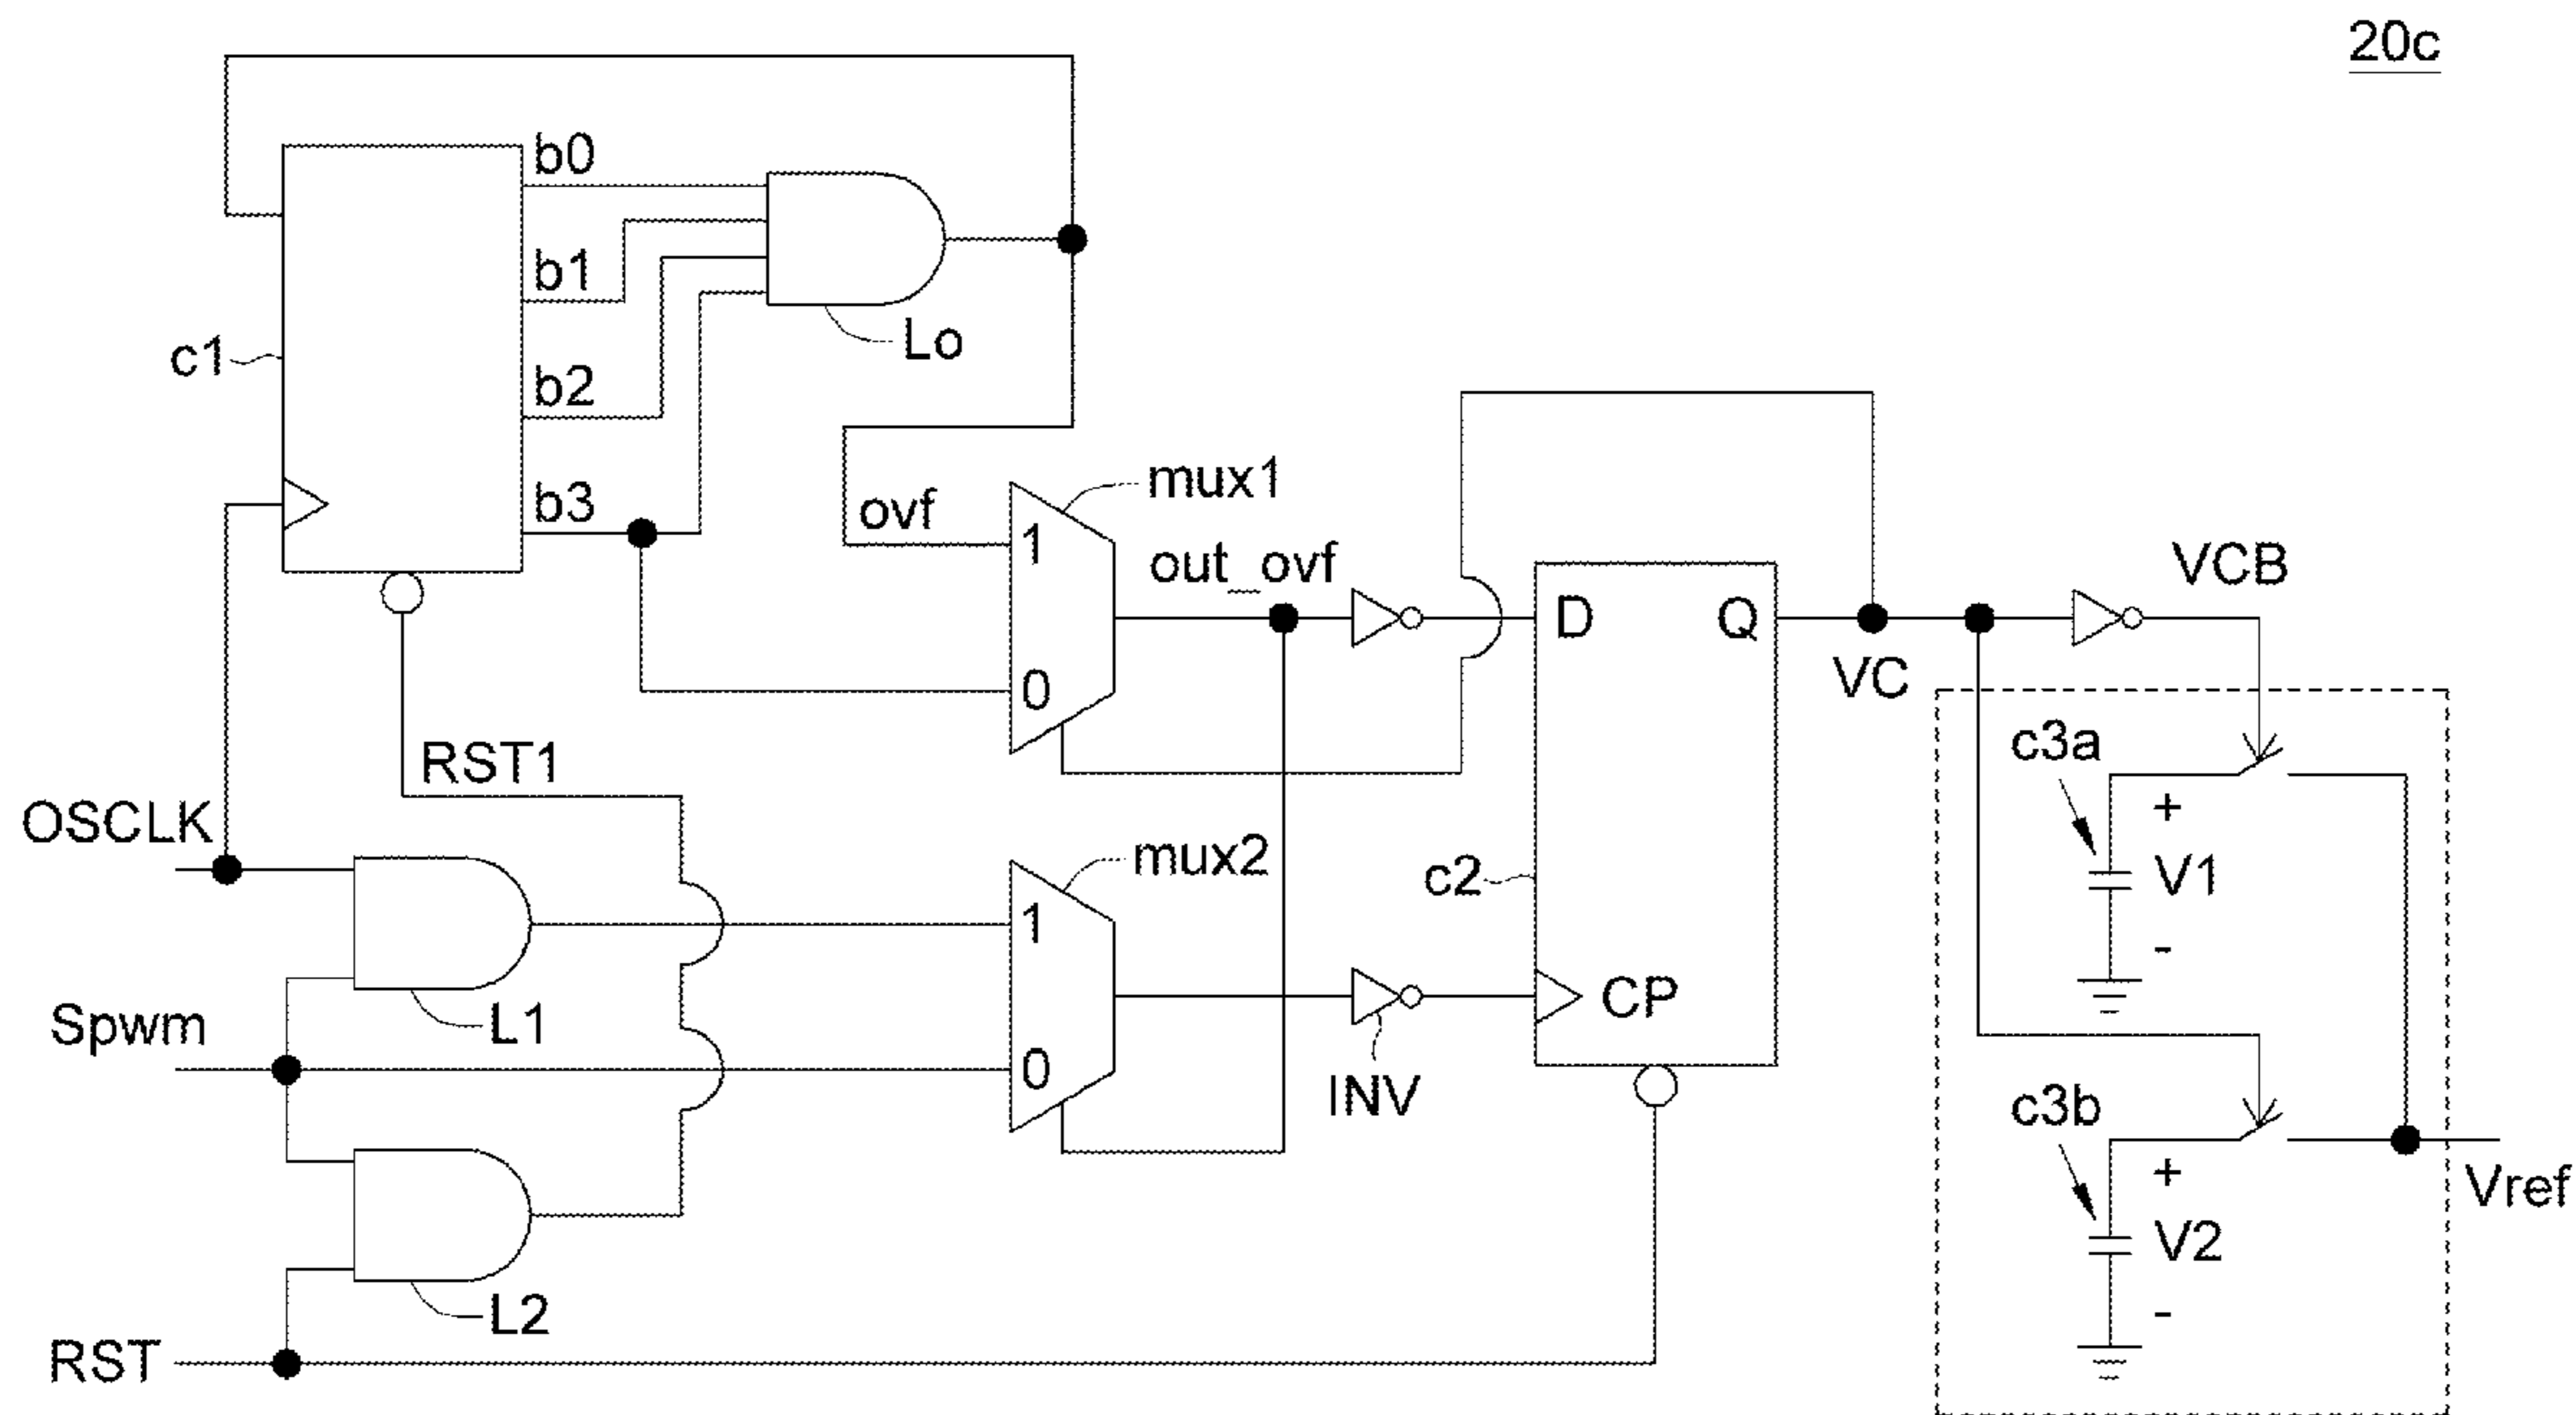 20c
b0
b1
b2
b3
c1
Lo
ovf
mux1
1
0
out_ovf
D
Q
CP
c2
VC
VCB
RST1
OSCLK
L1
mux2
1
0
INV
Spwm
L2
RST
c3a
+
V1
-
c3b
+
V2
-
Vref